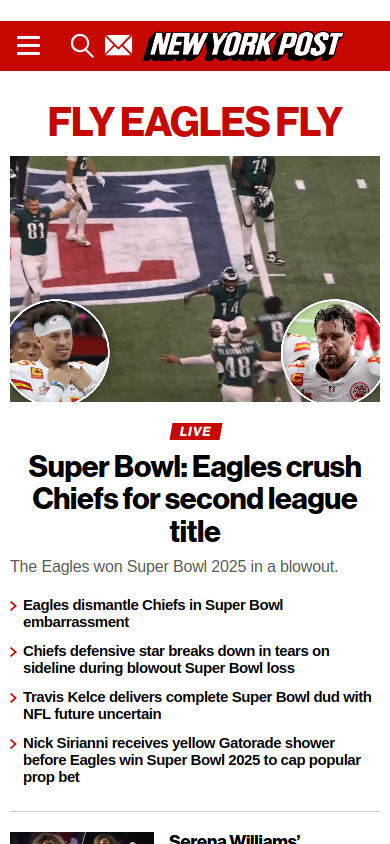 NEW YORK POST
FLY EAGLES FLY
81
14
14
8
48
LIVE
Super Bowl: Eagles crush
Chiefs for second league
title
The Eagles won Super Bowl 2025 in a blowout.
Eagles dismantle Chiefs in Super Bowl
embarrassment
Chiefs defensive star breaks down in tears on
sideline during blowout Super Bowl loss
Travis Kelce delivers complete Super Bowl dud with
NFL future uncertain
Nick Sirianni receives yellow Gatorade shower
before Eagles win Super Bowl 2025 to cap popular
prop bet
Serena Williams'